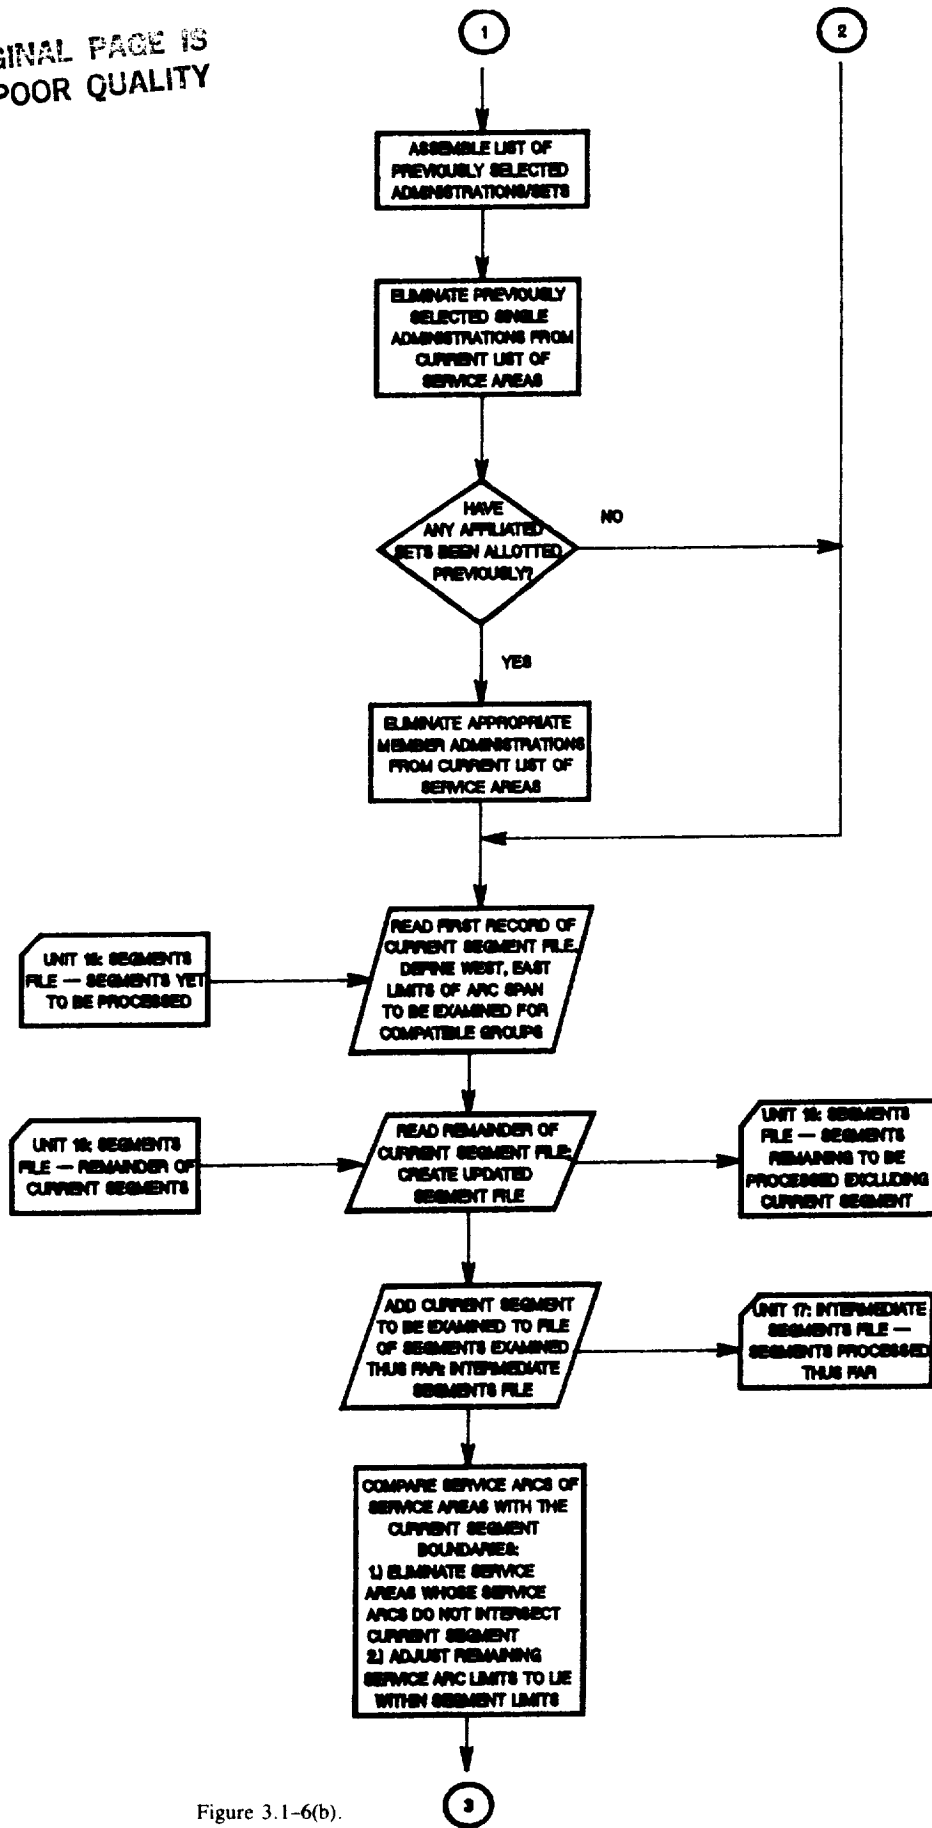 GINAL PAGE IS
POOR QUALITY
1
2
ASSEMBLE LIST OF
PREVIOUSLY SELECTED
ADMINISTRATIONS/SETS
ELIMINATE PREVIOUSLY
SELECTED SINGLE
ADMINISTRATIONS FROM
CURRENT LIST OF
SERVICE AREAS
HAVE
ANY AFFILIATED
SETS BEEN ALLOTTED
PREVIOUSLY?
NO
YES
ELIMINATE APPROPRIATE
MEMBER ADMINISTRATIONS
FROM CURRENT LIST OF
SERVICE AREAS
READ FIRST RECORD OF
CURRENT SEGMENT FILE.
DEFINE WEST, EAST
LIMITS OF ARC SPAN
TO BE EXAMINED FOR
COMPATIBLE GROUPS
UNIT SEGMENTS
FILE — SEGMENTS YET
TO BE PROCESSED
READ REMAINDER OF
CURRENT SEGMENT FILE;
CREATE UPDATED
SEGMENT FILE
UNIT SEGMENTS
FILE — REMAINDER OF
CURRENT SEGMENTS
UNIT SEGMENTS
FILE — SEGMENTS
REMAINING TO BE
PROCESSED EXCLUDING
CURRENT SEGMENT
ADD CURRENT SEGMENT
TO BE EXAMINED TO FILE
OF SEGMENTS EXAMINED
THUS FAR: INTERMEDIATE
SEGMENTS FILE
UNIT 17: INTERMEDIATE
SEGMENTS FILE —
SEGMENTS PROCESSED
THUS FAR
COMPARE SERVICE ARCS OF
SERVICE AREAS WITH THE
CURRENT SEGMENT
BOUNDARIES:
1.) ELIMINATE SERVICE
AREAS WHOSE SERVICE
ARCS DO NOT INTERSECT
CURRENT SEGMENT
2.) ADJUST REMAINING
SERVICE ARC LIMITS TO LIE
WITHIN SEGMENT LIMITS
3
Figure 3.1–6(b).